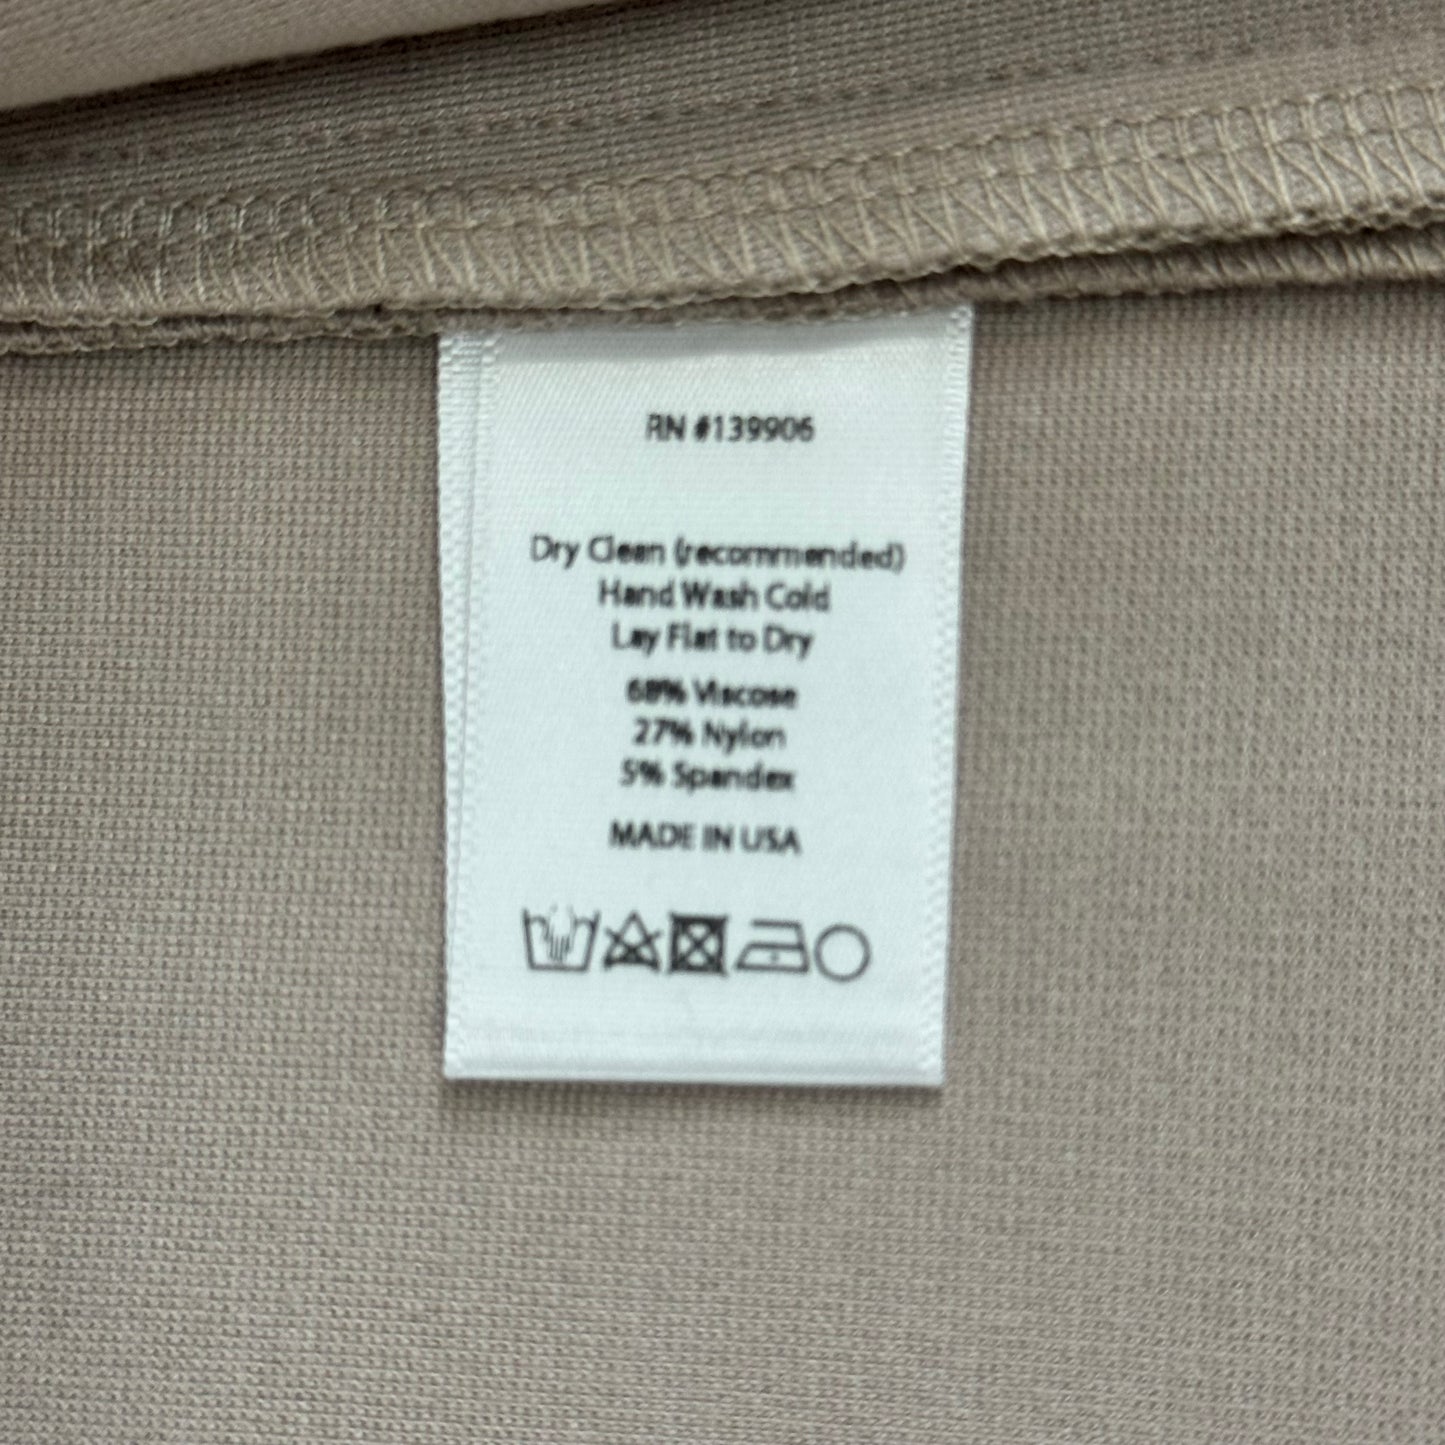 RN #139906
Dry Clean (recommended)
Hand Wash Cold
Lay Flat to Dry
68% Viscose
27% Nylon
5% Spandex
MADE IN USA